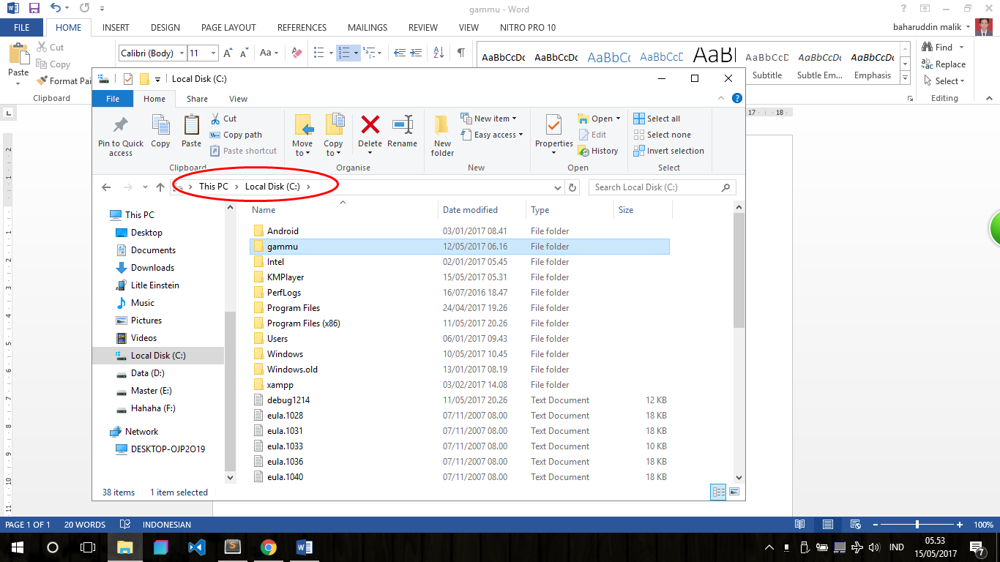 gammu - Word
FILE HOME INSERT DESIGN PAGE LAYOUT REFERENCES MAILINGS REVIEW VIEW NITRO PRO 10 baharuddin malik
Paste
Cut
Copy
Format Pai
Clipboard
Calibri (Body) 11
AaBbCcDc AaBbCcDc AaBbCc AaBbCcC AaB AaBbCcD AaBbCcDc AaBbCcDc
Subtitle Subtle Em... Emphasis
Find
Replace
Select
Editing
17 18
Local Disk (C:)
File Home Share View
Pin to Quick access
Copy
Paste
Cut
Copy path
Paste shortcut
Clipboard
Move to
Copy to
Delete
Rename
Organise
New folder
New item
Easy access
New
Properties
Open
Edit
History
Open
Select all
Select none
Invert selection
Select
This PC Local Disk (C:)
Search Local Disk (C:)
This PC
Desktop
Documents
Downloads
Litle Einstein
Music
Pictures
Videos
Local Disk (C:)
Data (D:)
Master (E:)
Hahaha (F:)
Network
DESKTOP-OJP2O19
Name Date modified Type Size
Android 03/01/2017 08.41 File folder
gammu 12/05/2017 06.16 File folder
Intel 02/01/2017 05.45 File folder
KMPlayer 15/05/2017 05.31 File folder
PerfLogs 16/07/2016 18.47 File folder
Program Files 24/04/2017 19.26 File folder
Program Files (x86) 11/05/2017 20.26 File folder
Users 06/01/2017 09.43 File folder
Windows 10/05/2017 10.45 File folder
Windows.old 13/01/2017 08.19 File folder
xampp 03/02/2017 14.08 File folder
debug1214 11/05/2017 20.26 Text Document 12 KB
eula.1028 07/11/2007 08.00 Text Document 18 KB
eula.1031 07/11/2007 08.00 Text Document 18 KB
eula.1033 07/11/2007 08.00 Text Document 10 KB
eula.1036 07/11/2007 08.00 Text Document 18 KB
eula.1040 07/11/2007 08.00 Text Document 18 KB
38 items 1 item selected
PAGE 1 OF 1 20 WORDS INDONESIAN 100%
IND
05.53
15/05/2017
7